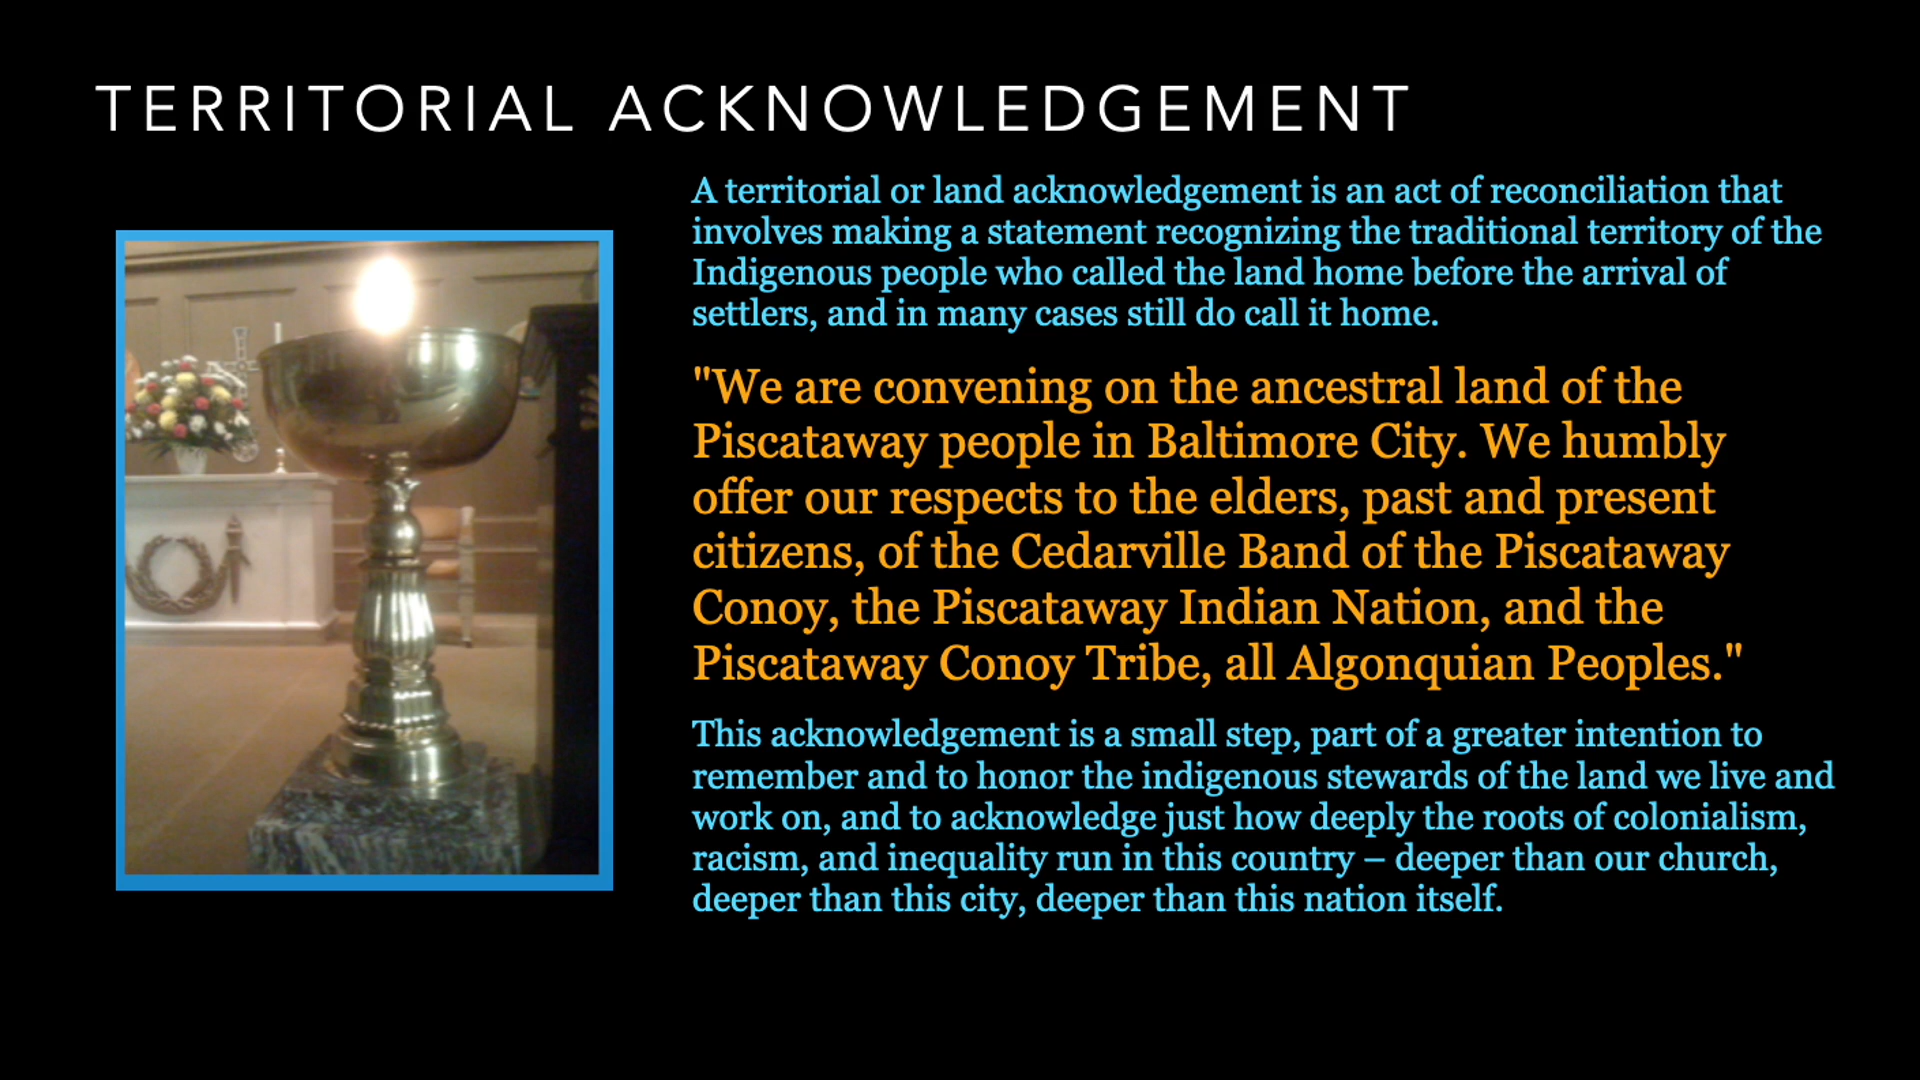 TERRITORIAL ACKNOWLEDGEMENT
A territorial or land acknowledgement is an act of reconciliation that
involves making a statement recognizing the traditional territory of the
Indigenous people who called the land home before the arrival of
settlers, and in many cases still do call it home.
"We are convening on the ancestral land of the
Piscataway people in Baltimore City. We humbly
offer our respects to the elders, past and present
citizens, of the Cedarville Band of the Piscataway
Conoy, the Piscataway Indian Nation, and the
Piscataway Conoy Tribe, all Algonquian Peoples."
This acknowledgement is a small step, part of a greater intention to
remember and to honor the indigenous stewards of the land we live and
work on, and to acknowledge just how deeply the roots of colonialism,
racism, and inequality run in this country – deeper than our church,
deeper than this city, deeper than this nation itself.